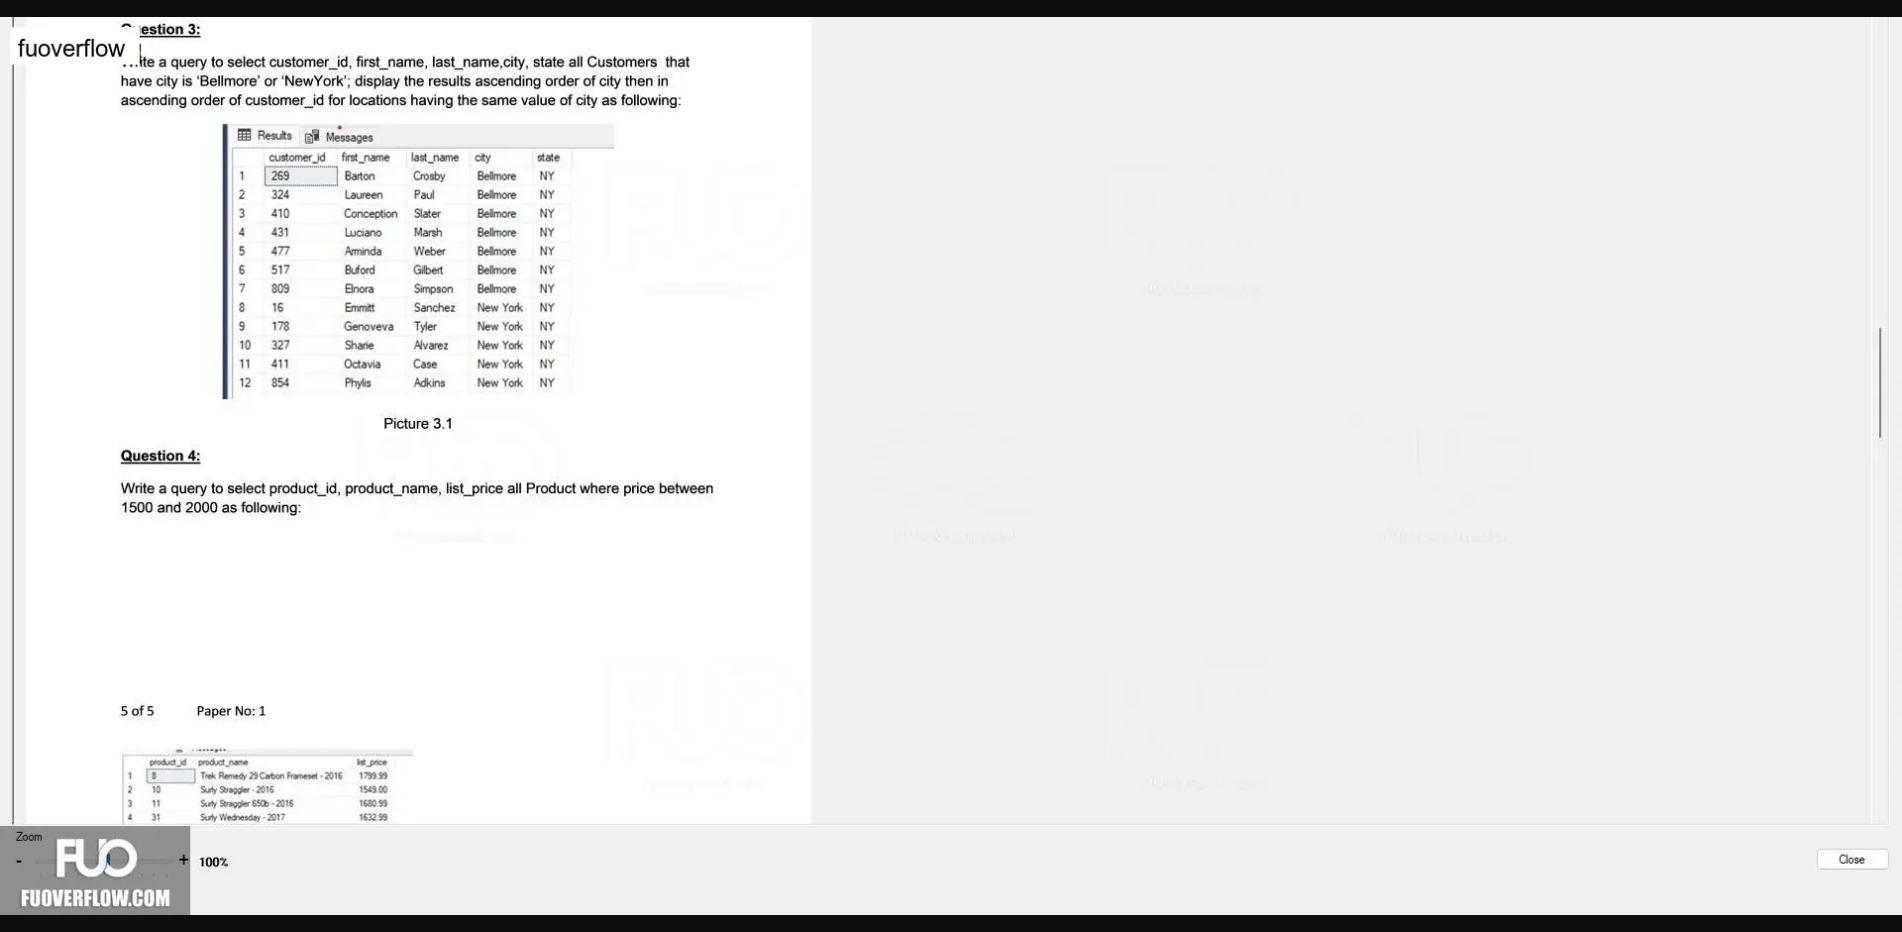 Question 3:
fuoverflow
Write a query to select customer_id, first_name, last_name,city, state all Customers that
have city is ‘Bellmore’ or ‘NewYork’; display the results ascending order of city then in
ascending order of customer_id for locations having the same value of city as following:
Results Messages
customer_id first_name last_name city state
1 269 Barton Crosby Bellmore NY
2 324 Laureen Paul Bellmore NY
3 410 Conception Slater Bellmore NY
4 431 Luciano Marsh Bellmore NY
5 477 Arminda Weber Bellmore NY
6 517 Buford Gilbert Bellmore NY
7 809 Elnora Simpson Bellmore NY
8 16 Emmitt Sanchez New York NY
9 178 Genoveva Tyler New York NY
10 327 Sharie Alvarez New York NY
11 411 Octavia Case New York NY
12 854 Phylis Adkins New York NY
Picture 3.1
Question 4:
Write a query to select product_id, product_name, list_price all Product where price between
1500 and 2000 as following:
5 of 5 Paper No: 1
product_id product_name list_price
1 8 Trek Remedy 29 Carbon Frameset - 2016 1799.99
2 10 Surly Straggler - 2016 1549.00
3 11 Surly Straggler 650b - 2016 1680.99
4 31 Surly Wednesday - 2017 1632.99
Zoom
- + 100%
Close
FUO
FUOVERFLOW.COM